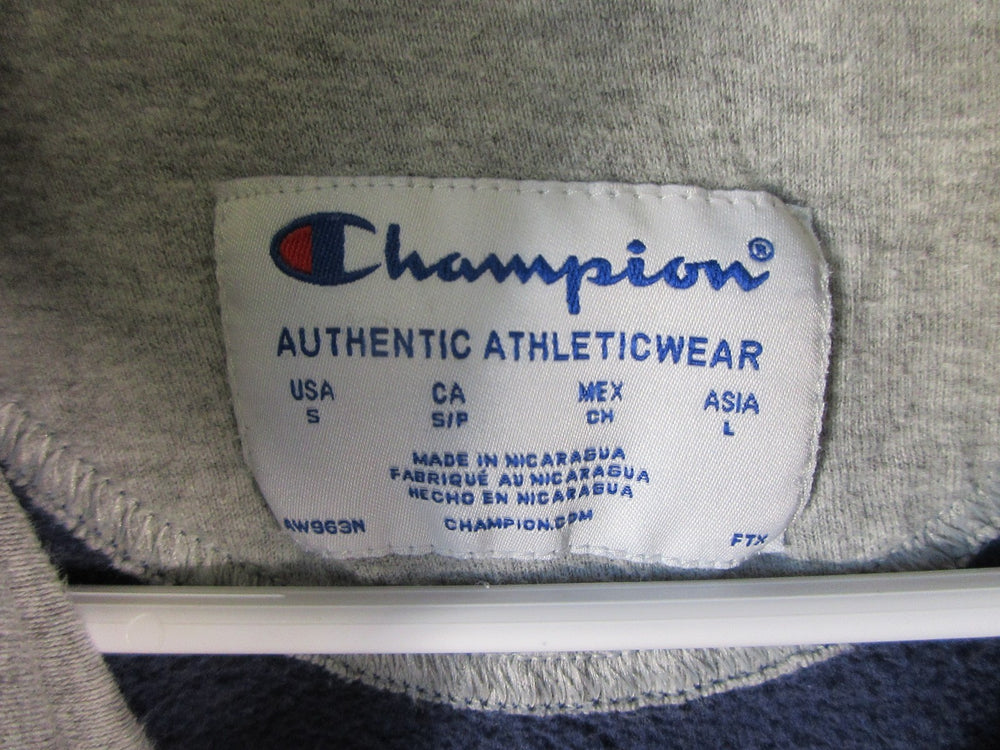 Champion®
AUTHENTIC ATHLETICWEAR
USA CA MEX ASIA
S S/P CH L
MADE IN NICARAGUA
FABRIQUÉ AU NICARAGUA
HECHO EN NICARAGUA
AW963N CHAMPION.COM FTX